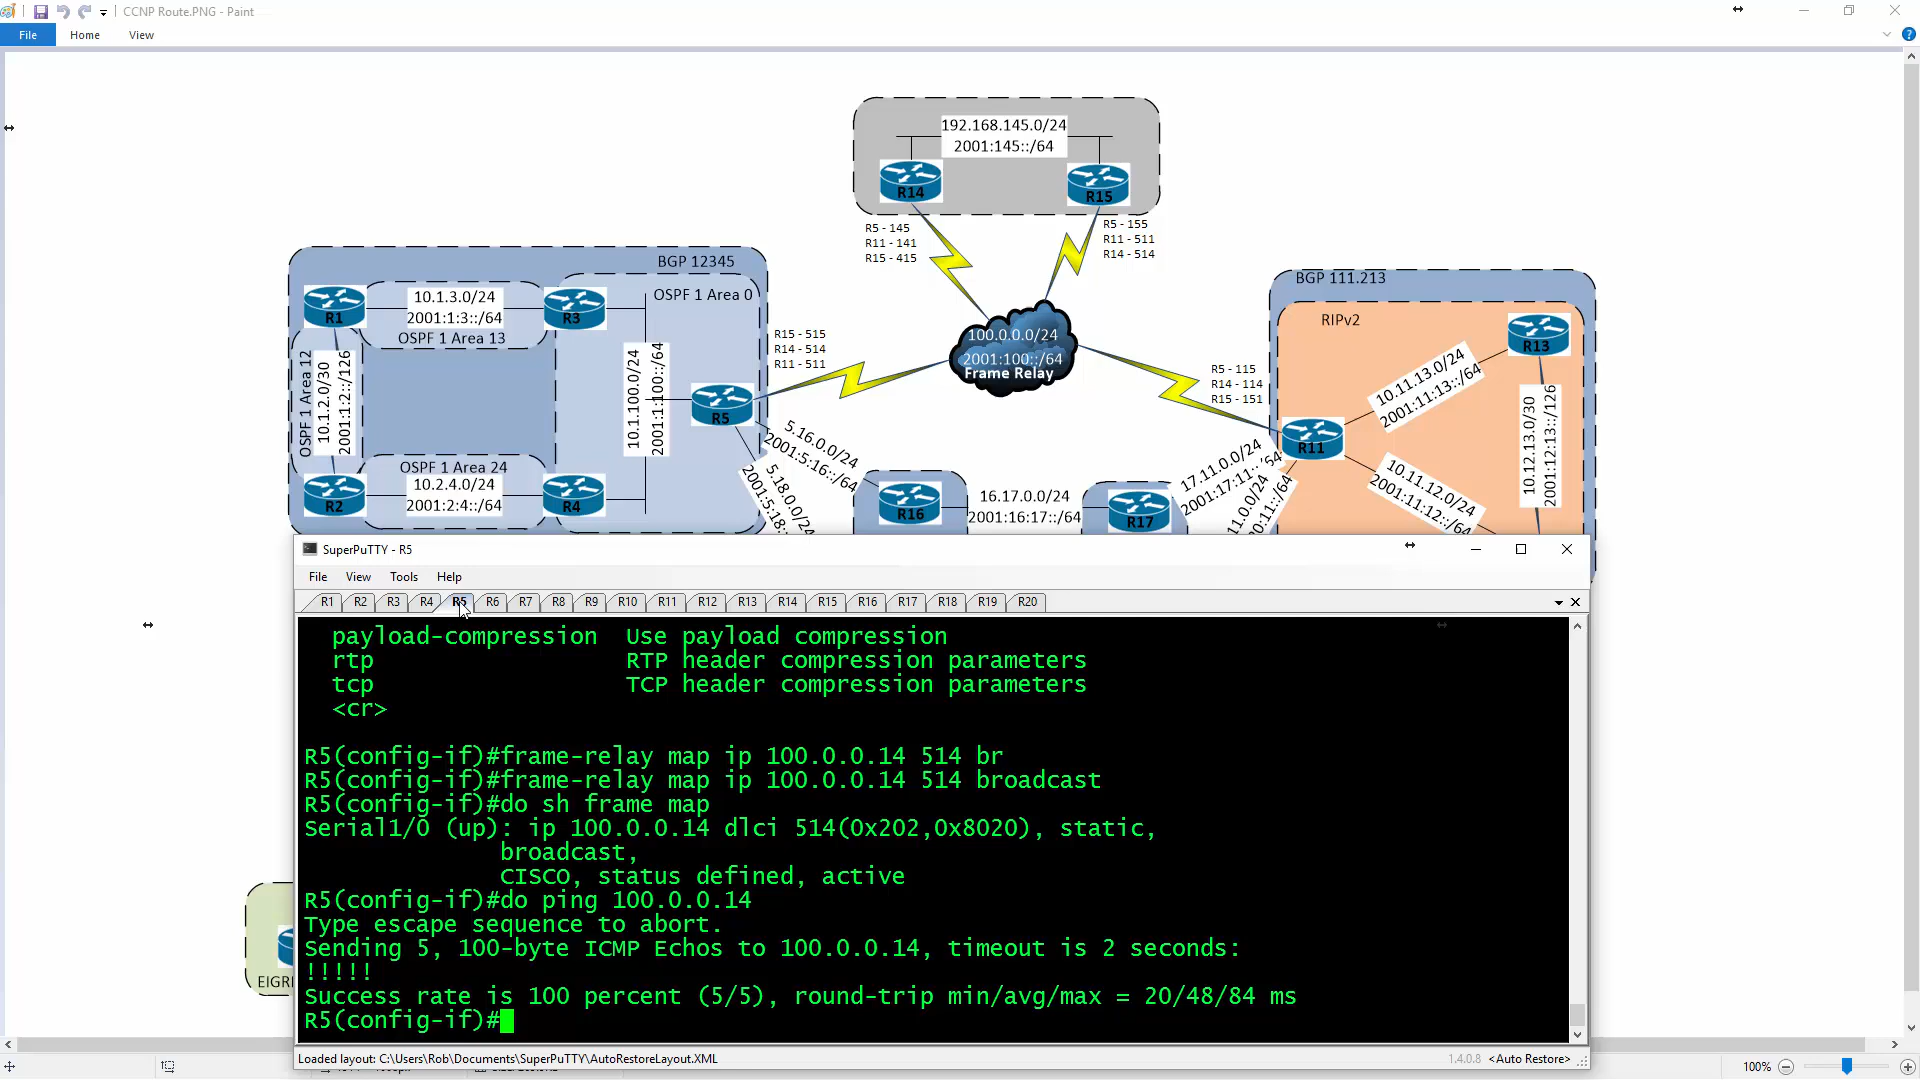 CCNP Route.PNG - Paint
File
Home
View
192.168.145.0/24
2001:145::/64
R14
R15
R5 - 145
R11 - 141
R15 - 415
R5 - 155
R11 - 511
R14 - 514
BGP 12345
OSPF 1 Area 0
R1
10.1.3.0/24
2001:1:3::/64
R3
OSPF 1 Area 13
OSPF 1 Area 12
10.1.2.0/30
2001:1:2::/126
10.1.100.0/24
2001:1:100::/64
R5
OSPF 1 Area 24
10.2.4.0/24
2001:2:4::/64
R2
R4
R15 - 515
R14 - 514
R11 - 511
100.0.0.0/24
2001:100::/64
Frame Relay
R5 - 115
R14 - 114
R15 - 151
BGP 111.213
RIPv2
R13
10.11.13.0/24
2001:11:13::/64
10.12.13.0/30
2001:12:13::/126
R11
10.11.12.0/24
2001:11:12::/64
5.16.0.0/24
2001:5:16::/64
5.18.0.0/24
2001:5:18::
R16
16.17.0.0/24
2001:16:17::/64
R17
17.11.0.0/24
2001:17:11::/64
11.0.0/24
20:11::/64
SuperPuTTY - R5
File
View
Tools
Help
R1 R2 R3 R4 R5 R6 R7 R8 R9 R10 R11 R12 R13 R14 R15 R16 R17 R18 R19 R20
payload-compression Use payload compression
rtp RTP header compression parameters
tcp TCP header compression parameters
<cr>
R5(config-if)#frame-relay map ip 100.0.0.14 514 br
R5(config-if)#frame-relay map ip 100.0.0.14 514 broadcast
R5(config-if)#do sh frame map
Serial1/0 (up): ip 100.0.0.14 dlci 514(0x202,0x8020), static,
broadcast,
CISCO, status defined, active
R5(config-if)#do ping 100.0.0.14
Type escape sequence to abort.
Sending 5, 100-byte ICMP Echos to 100.0.0.14, timeout is 2 seconds:
!!!!!
Success rate is 100 percent (5/5), round-trip min/avg/max = 20/48/84 ms
R5(config-if)#
EIGR
Loaded layout: C:\Users\Rob\Documents\SuperPuTTY\AutoRestoreLayout.XML
1.4.0.8
<Auto Restore>
100%